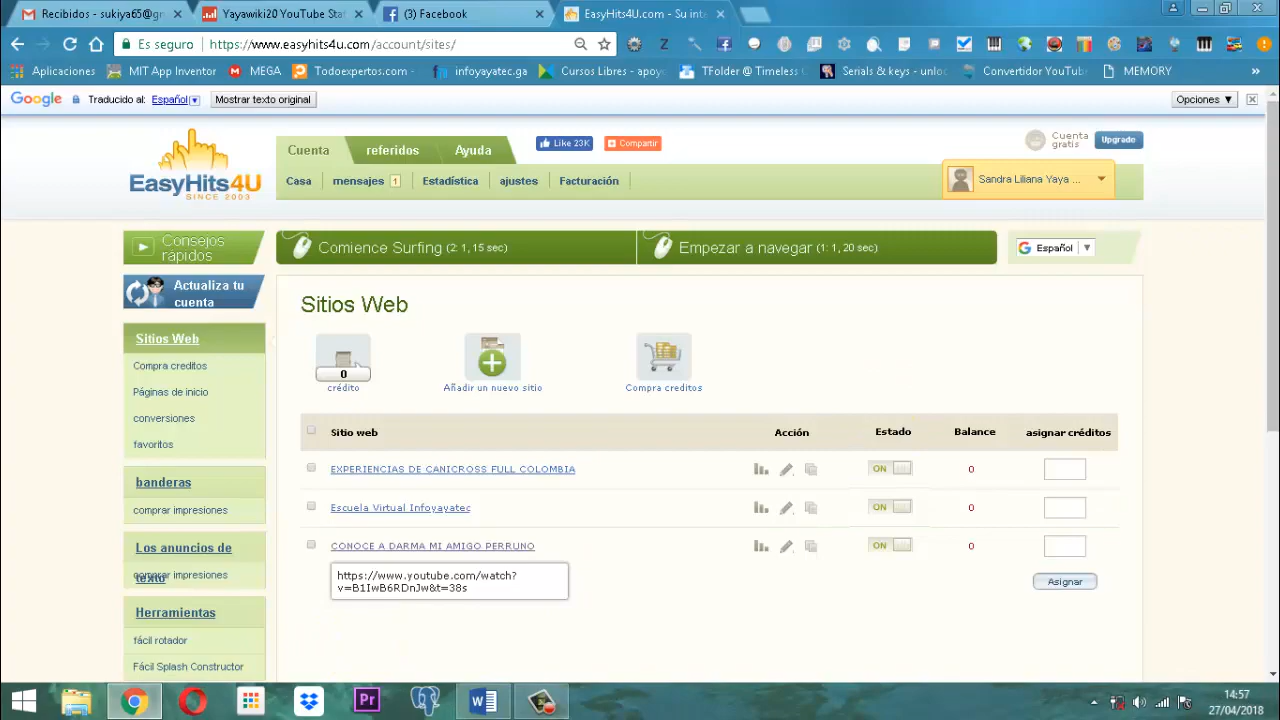 Recibidos - sukiya65@gr
Yayawiki20 YouTube Stat
(3) Facebook
EasyHits4U.com - Su inte
Es seguro https://www.easyhits4u.com/account/sites/
Aplicaciones MIT App Inventor MEGA Todoexpertos.com - infoyayatec.ga Cursos Libres - apoy TFolder @ Timeless Serials & keys - unloc Convertidor YouTube MEMORY »
Google Traducido al: Español Mostrar texto original Opciones ▼
EasyHits4U
SINCE 2003
Cuenta referidos Ayuda Like 23K Compartir
Cuenta gratis Upgrade
Casa mensajes 1 Estadística ajustes Facturación
Sandra Liliana Yaya ...
Consejos rápidos
Comience Surfing (2: 1, 15 sec)
Empezar a navegar (1: 1, 20 sec)
Español ▼
Actualiza tu cuenta
Sitios Web
Compra creditos
Páginas de inicio
conversiones
favoritos
banderas
comprar impresiones
Los anuncios de texto
comprar impresiones
Herramientas
fácil rotador
Fácil Splash Constructor
Sitios Web
0
crédito
Añadir un nuevo sitio
Compra creditos
Sitio web Acción Estado Balance asignar créditos
EXPERIENCIAS DE CANICROSS FULL COLOMBIA ON 0
Escuela Virtual Infoyayatec ON 0
CONOCE A DARMA MI AMIGO PERRUNO ON 0
https://www.youtube.com/watch?
v=B1IwB6RDnJw&t=38s
Asignar
Pr
14:57
27/04/2018